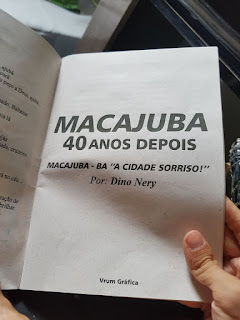 MACAJUBA
40 ANOS DEPOIS
MACAJUBA - BA "A CIDADE SORRISO!"
Por: Dino Nery
Vrum Gráfica